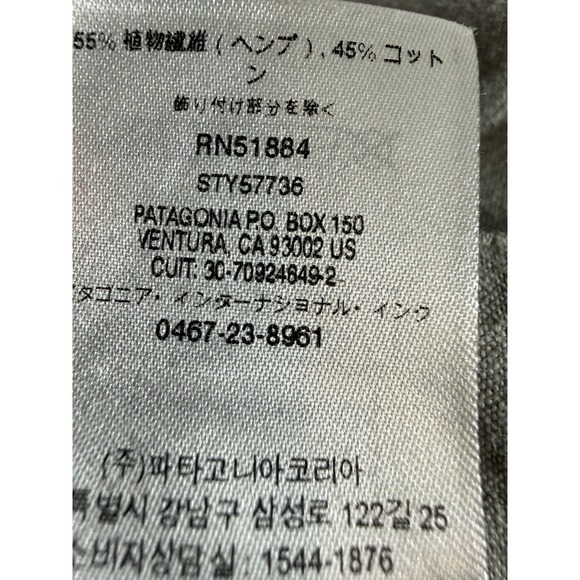 55% 植物繊維 (ヘンプ), 45% コット
ン
飾り付け部分を除く
RN51884
STY57736
PATAGONIA P.O. BOX 150
VENTURA, CA 93002 US
CUIT: 30-70924649-2
タゴニア・インターナショナル・インク
0467-23-8961
(주)파타고니아코리아
특별시 강남구 삼성로 122길 25
소비자상담실 : 1544-1876